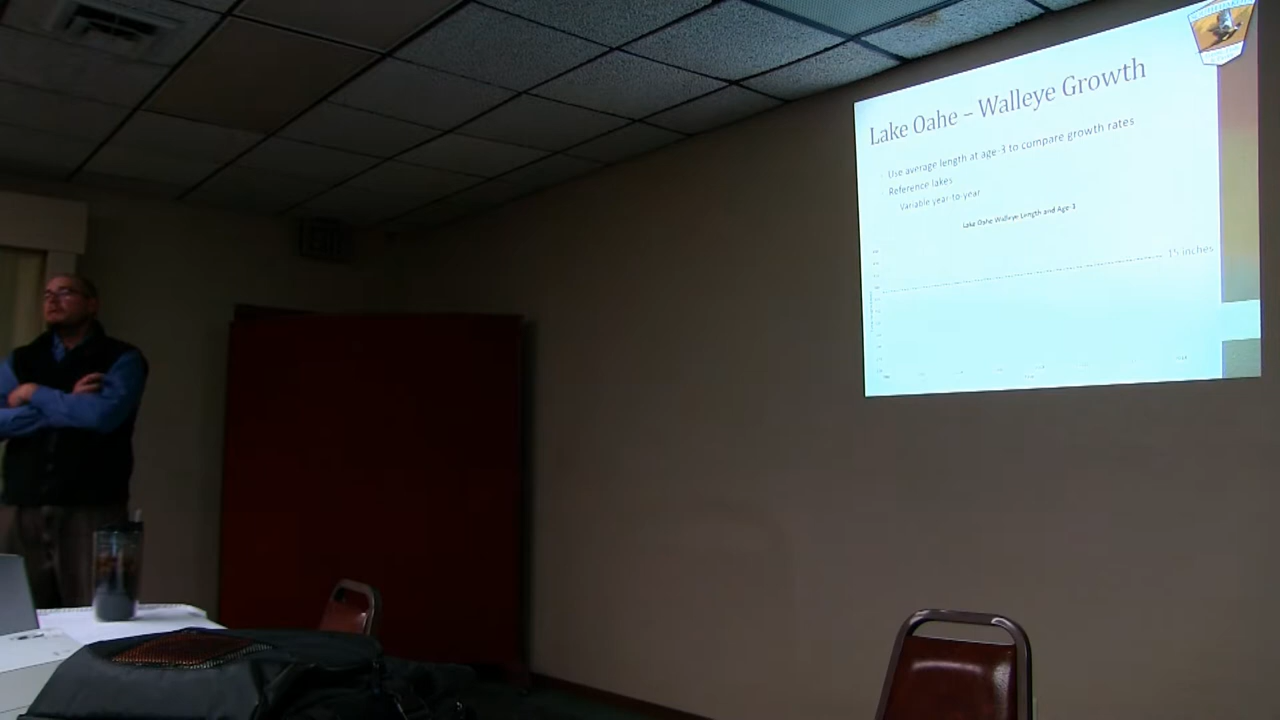 Lake Oahe – Walleye Growth
Use average length at age-3 to compare growth rates
Reference lakes
Variable year to year
Lake Oahe Walleye Length and Age-3
15 inches